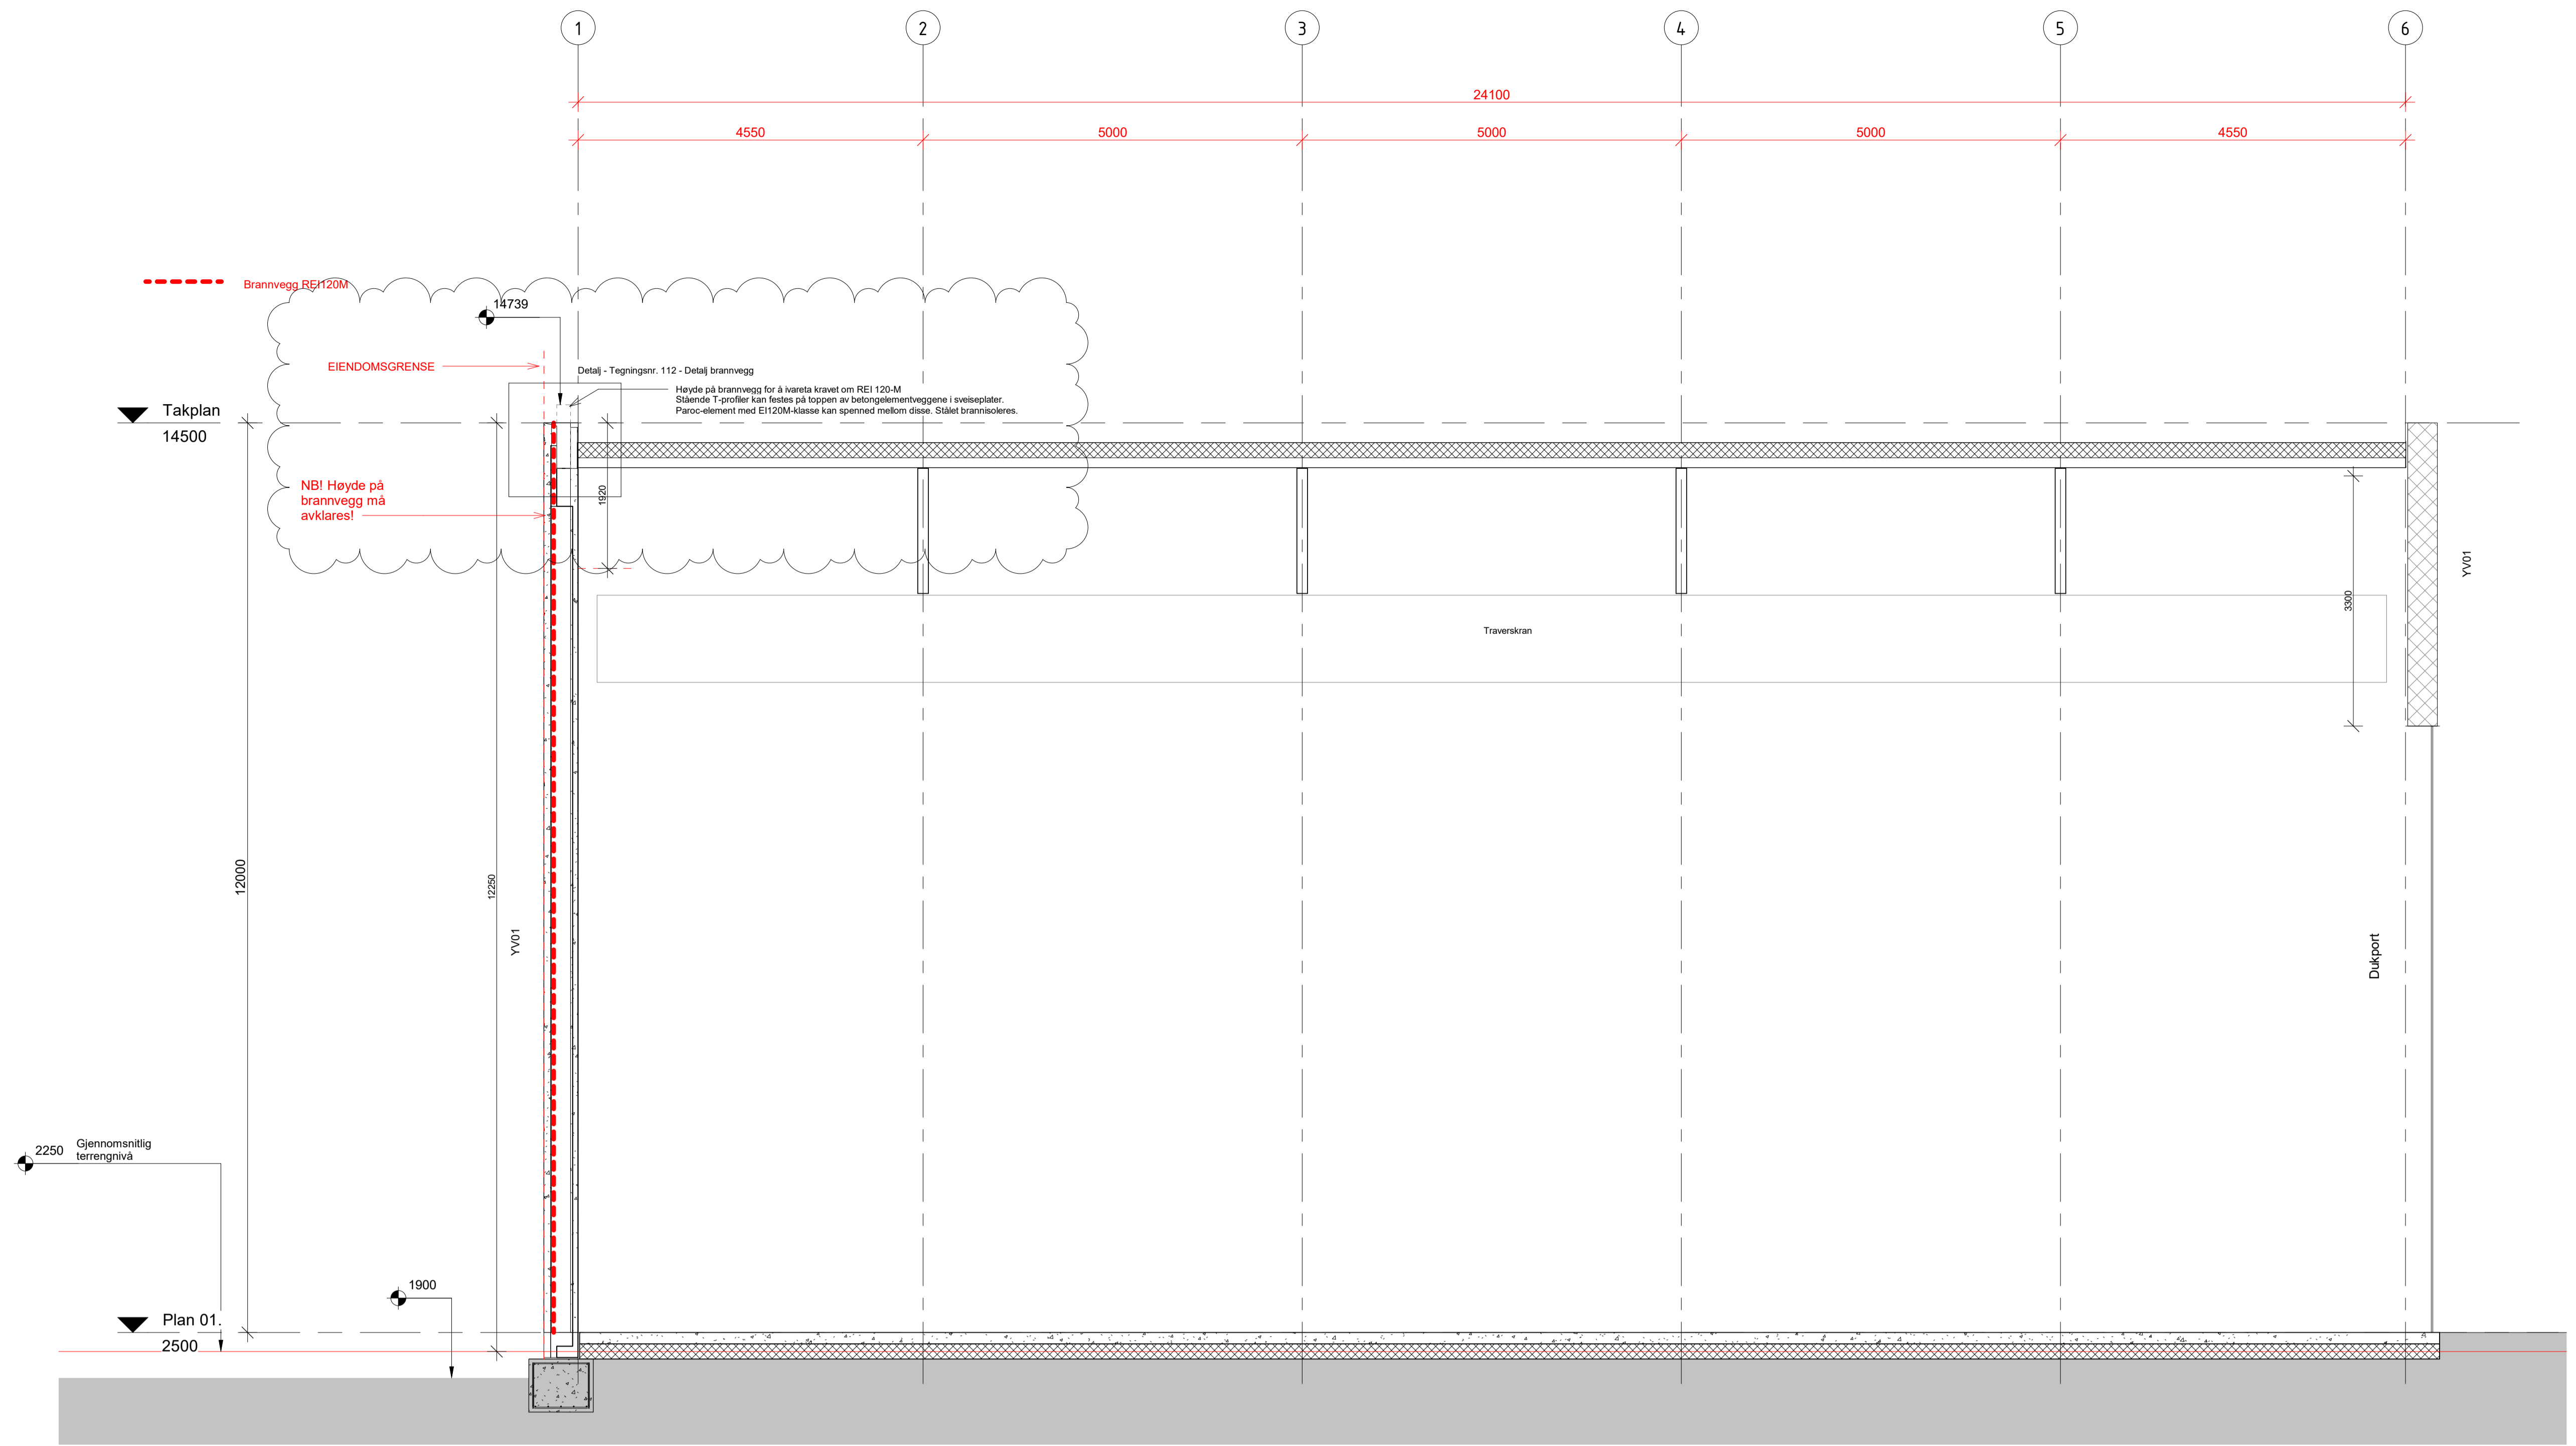 1 2 3 4 5 6
24100
4550 5000 5000 5000 4550
Brannvegg REI120M
14739
EIENDOMSGRENSE
Detalj - Tegningsnr. 112 - Detalj brannvegg
Høyde på brannvegg for å ivareta kravet om REI 120-M
Stående T-profiler kan festes på toppen av betongelementveggene i sveiseplater.
Paroc-element med EI120M-klasse kan spenned mellom disse. Stålet brannisoleres.
Takplan
14500
NB! Høyde på
brannvegg må
avklares!
1920
YV01
3300
Traverskran
12000
12250
YV01
Dukport
2250
Gjennomsnitlig
terrengnivå
1900
Plan 01.
2500